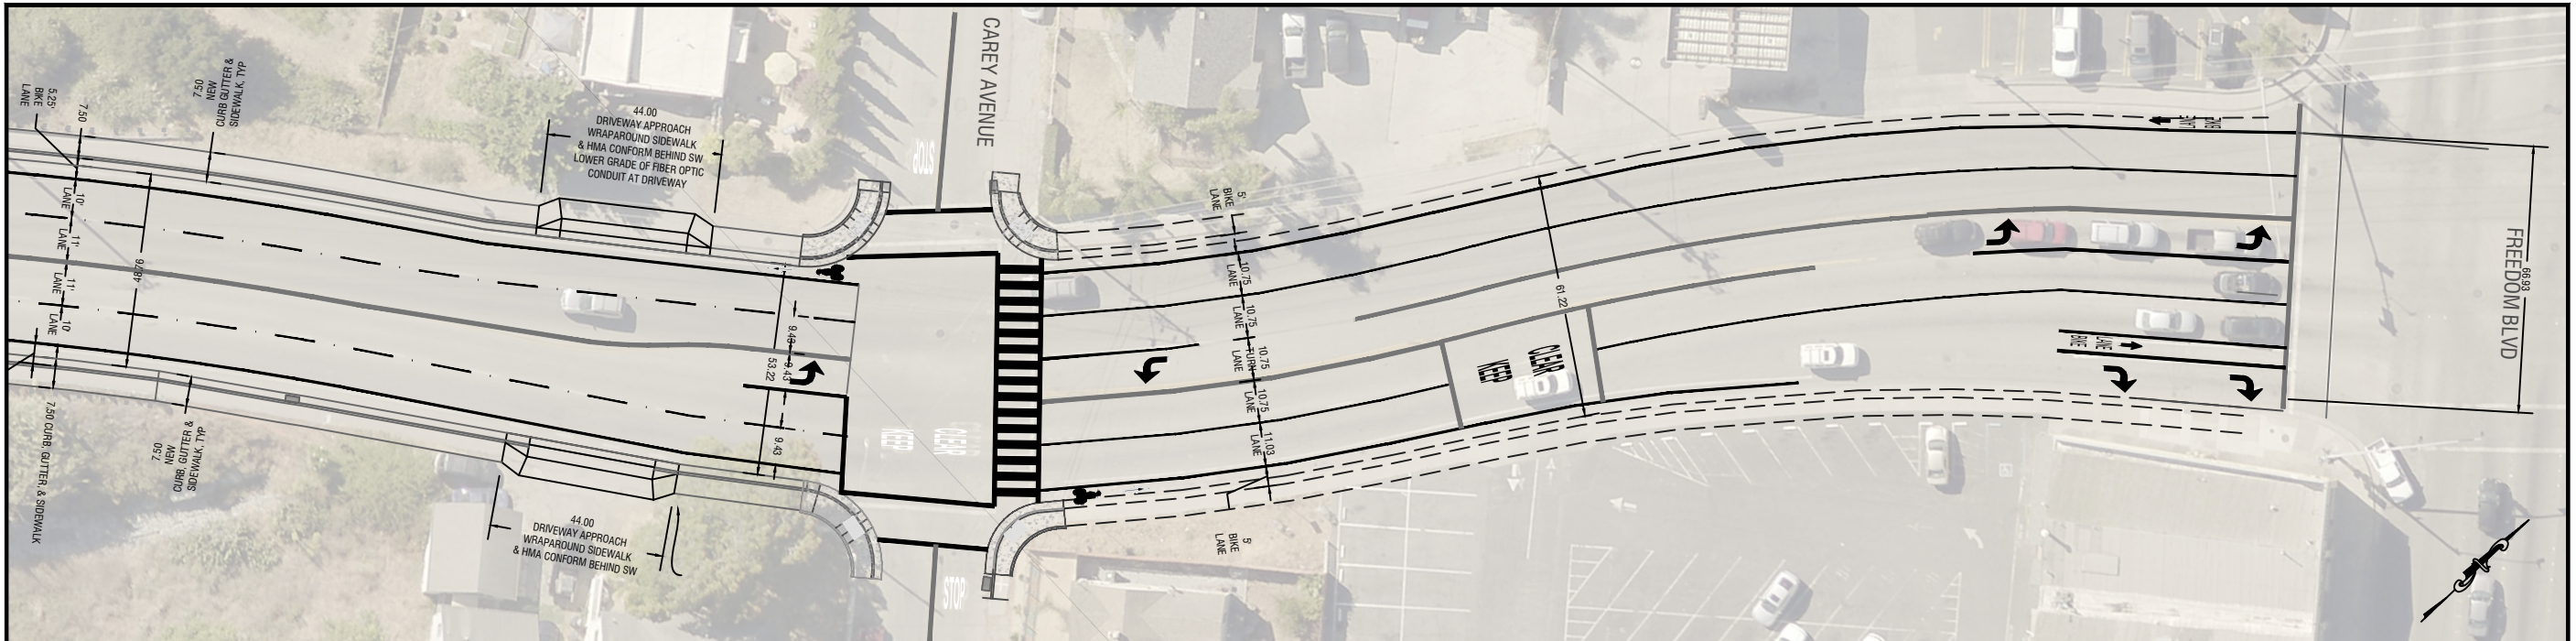 5.25'
BIKE
LANE
7.50
7.50
NEW
CURB GUTTER &
SIDEWALK, TYP
44.00
DRIVEWAY APPROACH
WRAPAROUND SIDEWALK
& HMA CONFORM BEHIND SW
LOWER GRADE OF FIBER OPTIC
CONDUIT AT DRIVEWAY
STOP
CAREY AVENUE
10'
LANE
11'
LANE
11'
LANE
10'
LANE
48.76
9.43
9.43
53.22
9.43
KEEP
CLEAR
5'
BIKE
LANE
10.75
LANE
10.75
LANE
10.75
TURN
LANE
10.75
LANE
11.03
LANE
5'
BIKE
LANE
61.22
NEED
CLEAR
BIKE
LANE
BIKE
LANE
FREEDOM BLVD
66.93
7.50 CURB, GUTTER, & SIDEWALK
7.50
NEW
CURB, GUTTER &
SIDEWALK, TYP
44.00
DRIVEWAY APPROACH
WRAPAROUND SIDEWALK
& HMA CONFORM BEHIND SW
STOP